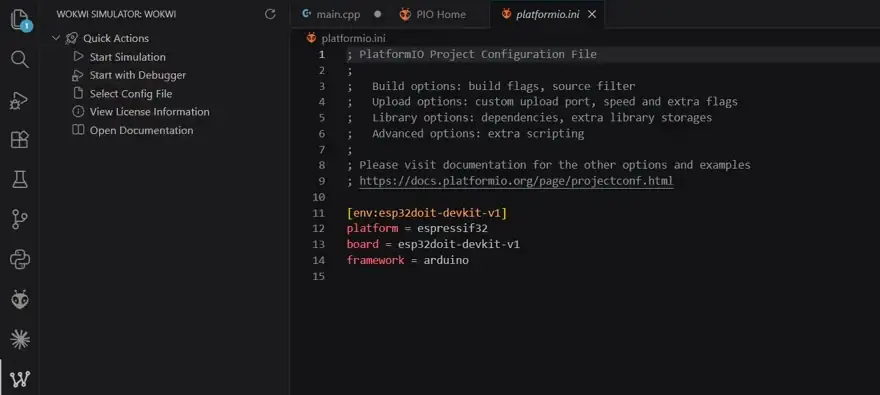 WOKWI SIMULATOR: WOKWI
Quick Actions
Start Simulation
Start with Debugger
Select Config File
View License Information
Open Documentation
1
main.cpp
PIO Home
platformio.ini
platformio.ini
1 ; PlatformIO Project Configuration File
2 ;
3 ;   Build options: build flags, source filter
4 ;   Upload options: custom upload port, speed and extra flags
5 ;   Library options: dependencies, extra library storages
6 ;   Advanced options: extra scripting
7 ;
8 ; Please visit documentation for the other options and examples
9 ; https://docs.platformio.org/page/projectconf.html
10
11 [env:esp32doit-devkit-v1]
12 platform = espressif32
13 board = esp32doit-devkit-v1
14 framework = arduino
15